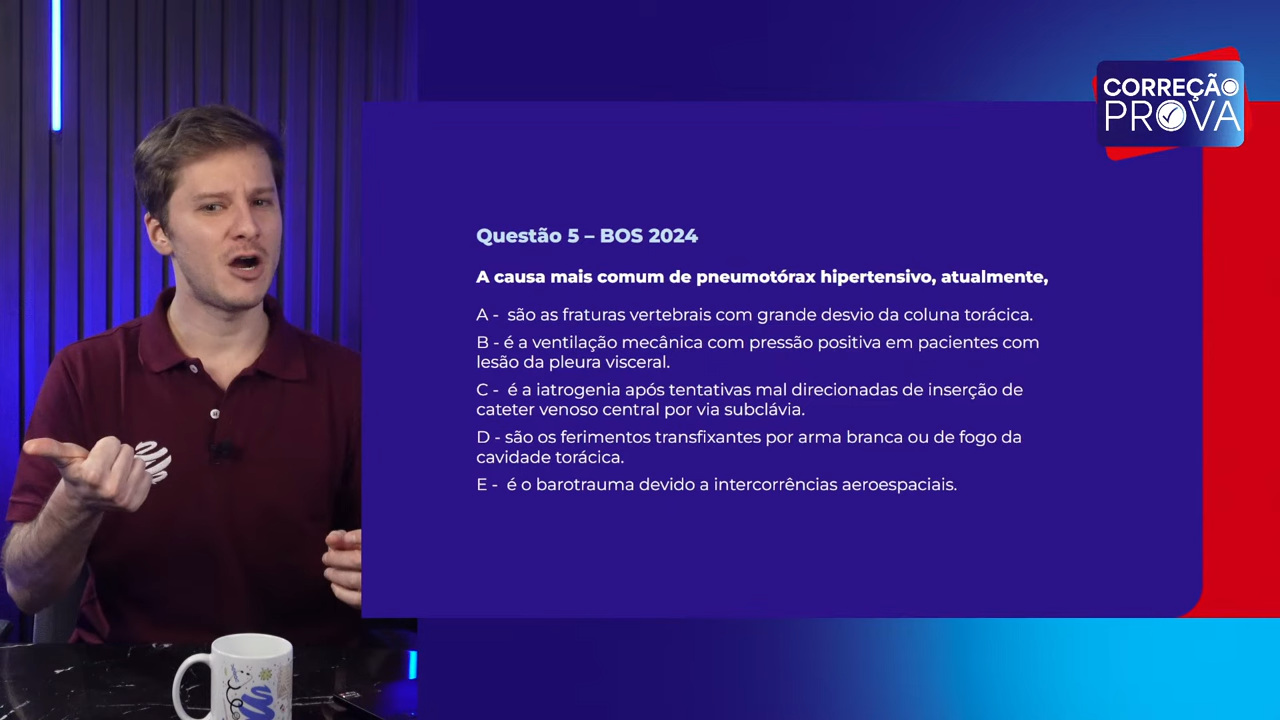 CORREÇÃO
PROVA
Questão 5 – BOS 2024
A causa mais comum de pneumotórax hipertensivo, atualmente,
A - são as fraturas vertebrais com grande desvio da coluna torácica.
B - é a ventilação mecânica com pressão positiva em pacientes com
lesão da pleura visceral.
C - é a iatrogenia após tentativas mal direcionadas de inserção de
cateter venoso central por via subclávia.
D - são os ferimentos transfixantes por arma branca ou de fogo da
cavidade torácica.
E - é o barotrauma devido a intercorrências aeroespaciais.